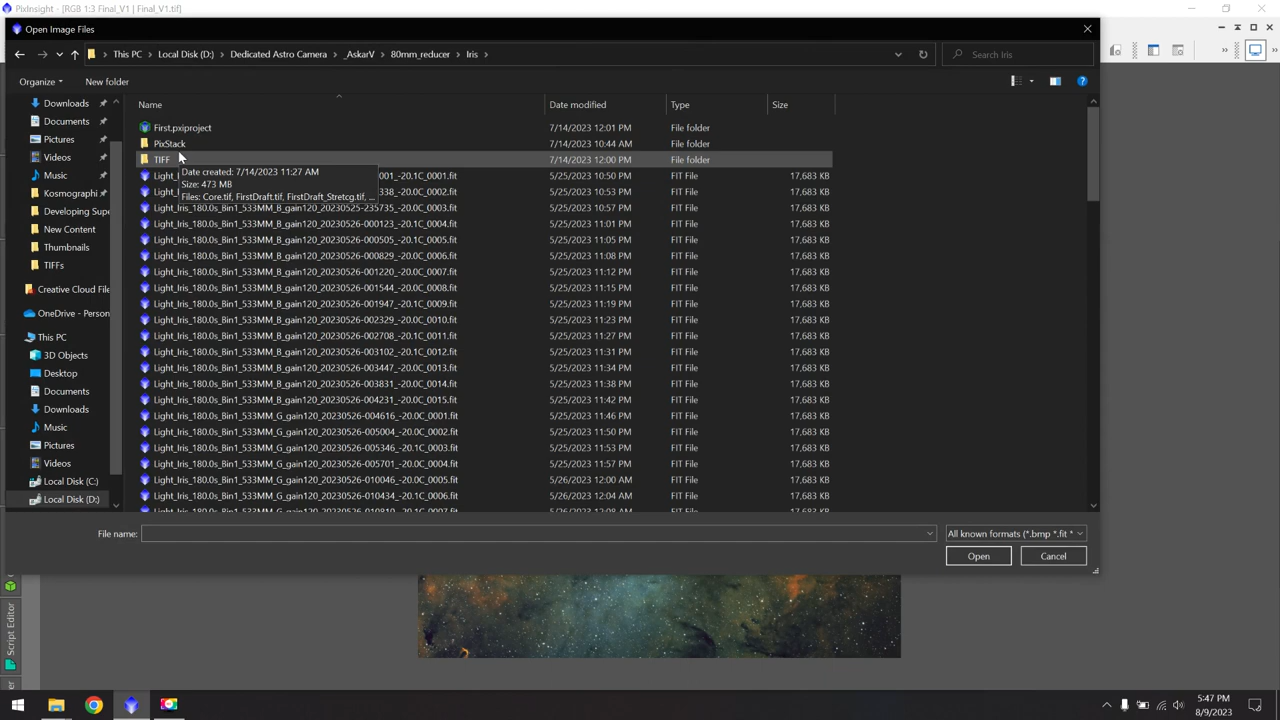 PixInsight - [RGB 1:3 Final_V1 | Final_V1.tif]
Open Image Files
This PC > Local Disk (D:) > Dedicated Astro Camera > _AskarV > 80mm_reducer > Iris >
Search Iris
Organize
New folder
Name
Date modified
Type
Size
Downloads
Documents
Pictures
Videos
Music
Kosmographi
Developing Supe
New Content
Thumbnails
TIFFs
Creative Cloud File
OneDrive - Person
This PC
3D Objects
Desktop
Documents
Downloads
Music
Pictures
Videos
Local Disk (C:)
Local Disk (D:)
First.pxiproject 7/14/2023 12:01 PM File folder
PixStack 7/14/2023 10:44 AM File folder
TIFF 7/14/2023 12:00 PM File folder
Date created: 7/14/2023 11:27 AM
Size: 473 MB
Files: Core.tif, FirstDraft.tif, FirstDraft_Stretcg.tif, ...
Light_ 001_-20.1C_0001.fit 5/25/2023 10:50 PM FIT File 17,683 KB
Light_ 338_-20.0C_0002.fit 5/25/2023 10:53 PM FIT File 17,683 KB
Light_Iris_180.0s_Bin1_533MM_B_gain120_20230525-235735_-20.0C_0003.fit 5/25/2023 10:57 PM FIT File 17,683 KB
Light_Iris_180.0s_Bin1_533MM_B_gain120_20230526-000123_-20.0C_0004.fit 5/25/2023 11:01 PM FIT File 17,683 KB
Light_Iris_180.0s_Bin1_533MM_B_gain120_20230526-000505_-20.0C_0005.fit 5/25/2023 11:05 PM FIT File 17,683 KB
Light_Iris_180.0s_Bin1_533MM_B_gain120_20230526-000829_-20.0C_0006.fit 5/25/2023 11:08 PM FIT File 17,683 KB
Light_Iris_180.0s_Bin1_533MM_B_gain120_20230526-001220_-20.0C_0007.fit 5/25/2023 11:12 PM FIT File 17,683 KB
Light_Iris_180.0s_Bin1_533MM_B_gain120_20230526-001544_-20.0C_0008.fit 5/25/2023 11:15 PM FIT File 17,683 KB
Light_Iris_180.0s_Bin1_533MM_B_gain120_20230526-001947_-20.0C_0009.fit 5/25/2023 11:19 PM FIT File 17,683 KB
Light_Iris_180.0s_Bin1_533MM_B_gain120_20230526-002329_-20.0C_0010.fit 5/25/2023 11:23 PM FIT File 17,683 KB
Light_Iris_180.0s_Bin1_533MM_B_gain120_20230526-002708_-20.1C_0011.fit 5/25/2023 11:27 PM FIT File 17,683 KB
Light_Iris_180.0s_Bin1_533MM_B_gain120_20230526-003102_-20.1C_0012.fit 5/25/2023 11:31 PM FIT File 17,683 KB
Light_Iris_180.0s_Bin1_533MM_B_gain120_20230526-003447_-20.0C_0013.fit 5/25/2023 11:34 PM FIT File 17,683 KB
Light_Iris_180.0s_Bin1_533MM_B_gain120_20230526-003831_-20.0C_0014.fit 5/25/2023 11:38 PM FIT File 17,683 KB
Light_Iris_180.0s_Bin1_533MM_B_gain120_20230526-004231_-20.0C_0015.fit 5/25/2023 11:42 PM FIT File 17,683 KB
Light_Iris_180.0s_Bin1_533MM_G_gain120_20230526-004616_-20.0C_0001.fit 5/25/2023 11:46 PM FIT File 17,683 KB
Light_Iris_180.0s_Bin1_533MM_G_gain120_20230526-005004_-20.0C_0002.fit 5/25/2023 11:50 PM FIT File 17,683 KB
Light_Iris_180.0s_Bin1_533MM_G_gain120_20230526-005346_-20.0C_0003.fit 5/25/2023 11:53 PM FIT File 17,683 KB
Light_Iris_180.0s_Bin1_533MM_G_gain120_20230526-005701_-20.0C_0004.fit 5/25/2023 11:57 PM FIT File 17,683 KB
Light_Iris_180.0s_Bin1_533MM_G_gain120_20230526-010046_-20.0C_0005.fit 5/26/2023 12:00 AM FIT File 17,683 KB
Light_Iris_180.0s_Bin1_533MM_G_gain120_20230526-010434_-20.1C_0006.fit 5/26/2023 12:04 AM FIT File 17,683 KB
File name:
All known formats (*.bmp *.fit *
Open
Cancel
Script Editor
5:47 PM
8/9/2023